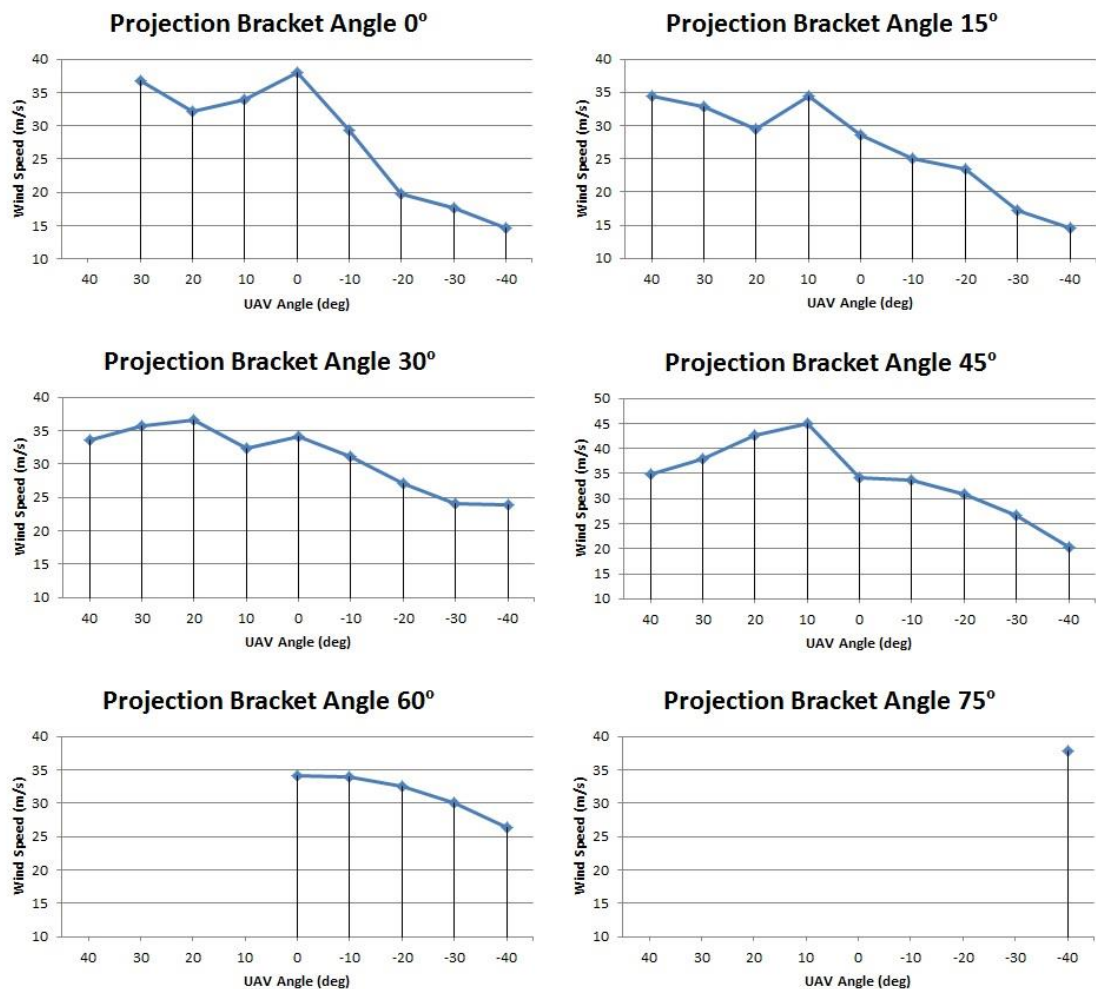 Projection Bracket Angle 0º
40
35
30
25
20
15
10
Wind Speed (m/s)
40 30 20 10 0 -10 -20 -30 -40
UAV Angle (deg)
Projection Bracket Angle 15º
40
35
30
25
20
15
10
Wind Speed (m/s)
40 30 20 10 0 -10 -20 -30 -40
UAV Angle (deg)
Projection Bracket Angle 30º
40
35
30
25
20
15
10
Wind Speed (m/s)
40 30 20 10 0 -10 -20 -30 -40
UAV Angle (deg)
Projection Bracket Angle 45º
50
45
40
35
30
25
20
15
10
Wind Speed (m/s)
40 30 20 10 0 -10 -20 -30 -40
UAV Angle (deg)
Projection Bracket Angle 60º
40
35
30
25
20
15
10
Wind Speed (m/s)
40 30 20 10 0 -10 -20 -30 -40
UAV Angle (deg)
Projection Bracket Angle 75º
40
35
30
25
20
15
10
Wind Speed (m/s)
40 30 20 10 0 -10 -20 -30 -40
UAV Angle (deg)